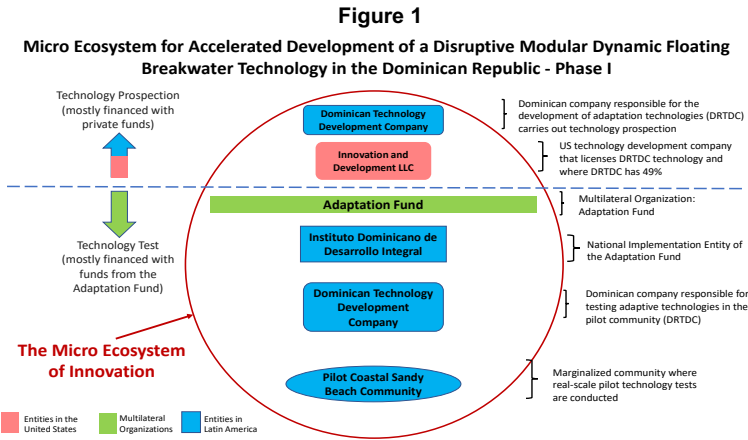 Figure 1
Micro Ecosystem for Accelerated Development of a Disruptive Modular Dynamic Floating
Breakwater Technology in the Dominican Republic - Phase I
Technology Prospection
(mostly financed with
private funds)
Dominican Technology
Development Company
Dominican company responsible for the
development of adaptation technologies (DRTDC)
carries out technology prospection
Innovation and
Development LLC
US technology development company
that licenses DRTDC technology and
where DRTDC has 49%
Adaptation Fund
Multilateral Organization:
Adaptation Fund
Technology Test
(mostly financed with
funds from the
Adaptation Fund)
Instituto Dominicano de
Desarrollo Integral
National Implementation Entity of
the Adaptation Fund
Dominican Technology
Development
Company
Dominican company responsible for
testing adaptive technologies in the
pilot community (DRTDC)
The Micro Ecosystem
of Innovation
Pilot Coastal Sandy
Beach Community
Marginalized community where
real-scale pilot technology tests
are conducted
Entities in the
United States
Multilateral
Organizations
Entities in
Latin America